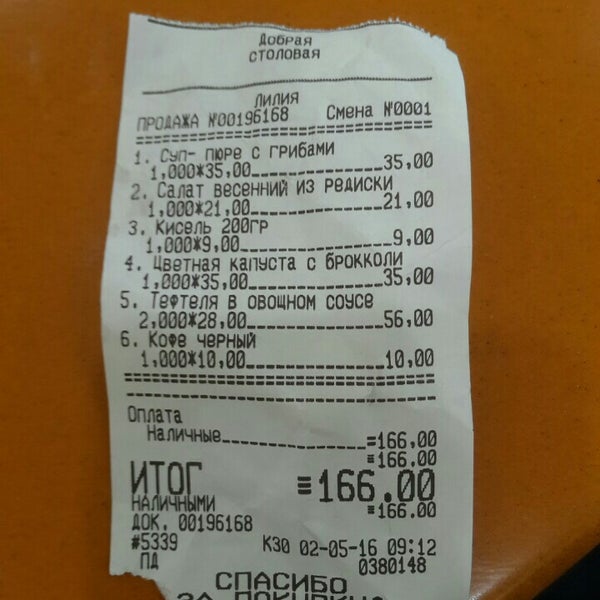 Добрая
столовая
Лилия
ПРОДАЖА №00196168 Смена №0001
1. Суп- пюре с грибами
1,000*35,00 35,00
2. Салат весенний из редиски
1,000*21,00 21,00
3. Кисель 200гр
1,000*9,00 9,00
4. Цветная капуста с брокколи
1,000*35,00 35,00
5. Тефтеля в овощном соусе
2,000*28,00 56,00
6. Кофе черный
1,000*10,00 10,00
Оплата
Наличные =166,00
≡166.00
ИТОГ ≡166.00
НАЛИЧНЫМИ ≡166.00
ДОК. 00196168
#5339 К30 02-05-16 09:12
ПД 0380148
СПАСИБО
ЗА ПОКУПКУ